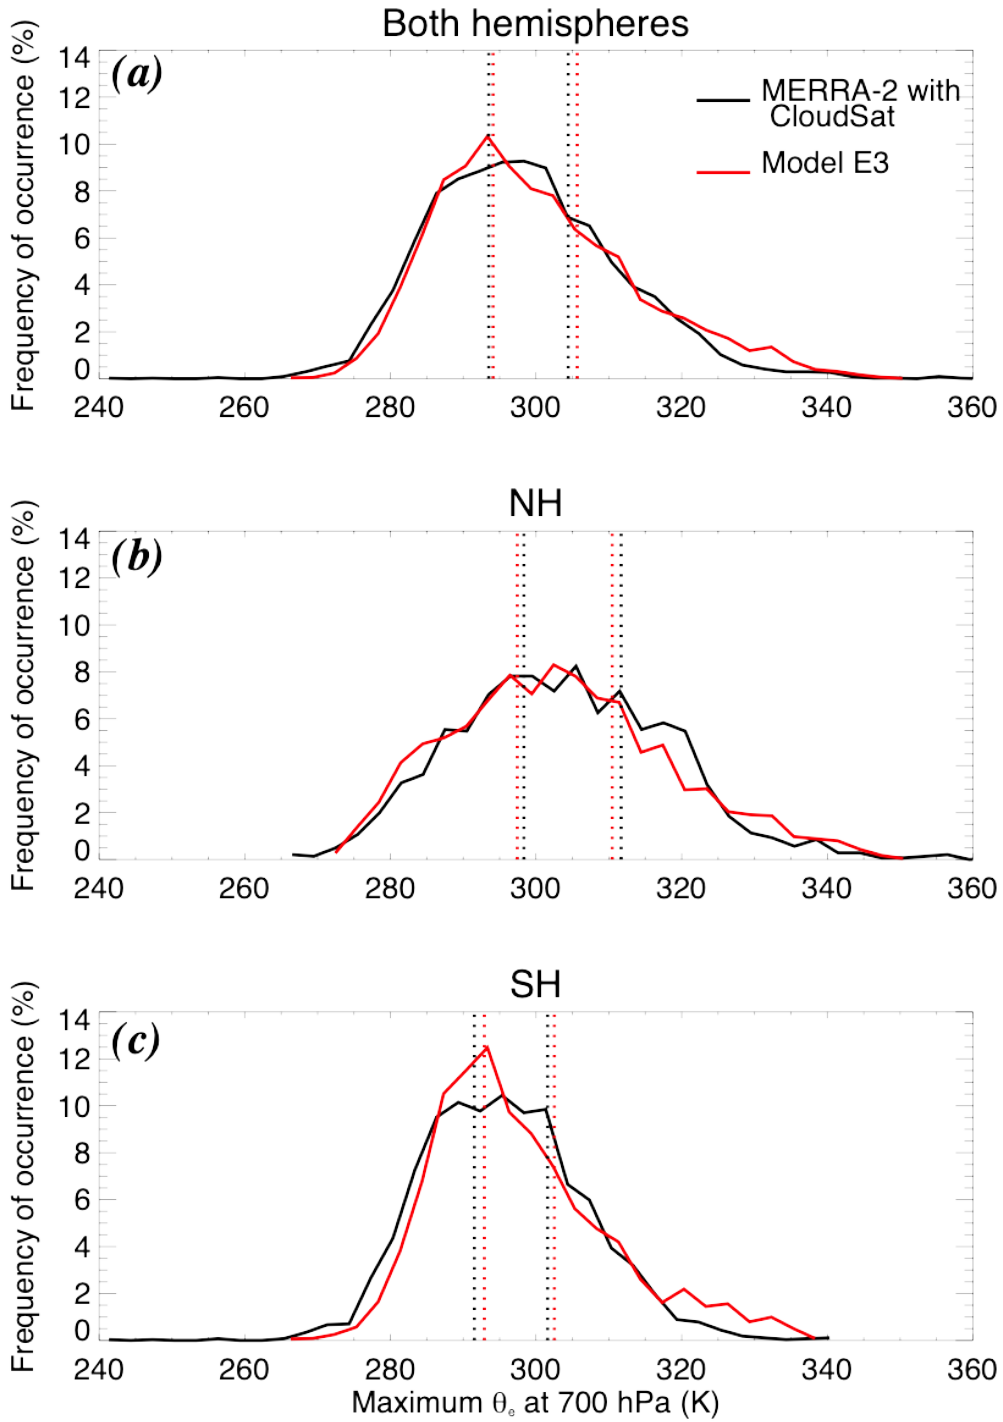 Both hemispheres
Frequency of occurrence (%)
(a)
14
12
10
8
6
4
2
0
MERRA-2 with
CloudSat
Model E3
240 260 280 300 320 340 360
NH
Frequency of occurrence (%)
(b)
14
12
10
8
6
4
2
0
240 260 280 300 320 340 360
SH
Frequency of occurrence (%)
(c)
14
12
10
8
6
4
2
0
240 260 280 300 320 340 360
Maximum θe at 700 hPa (K)